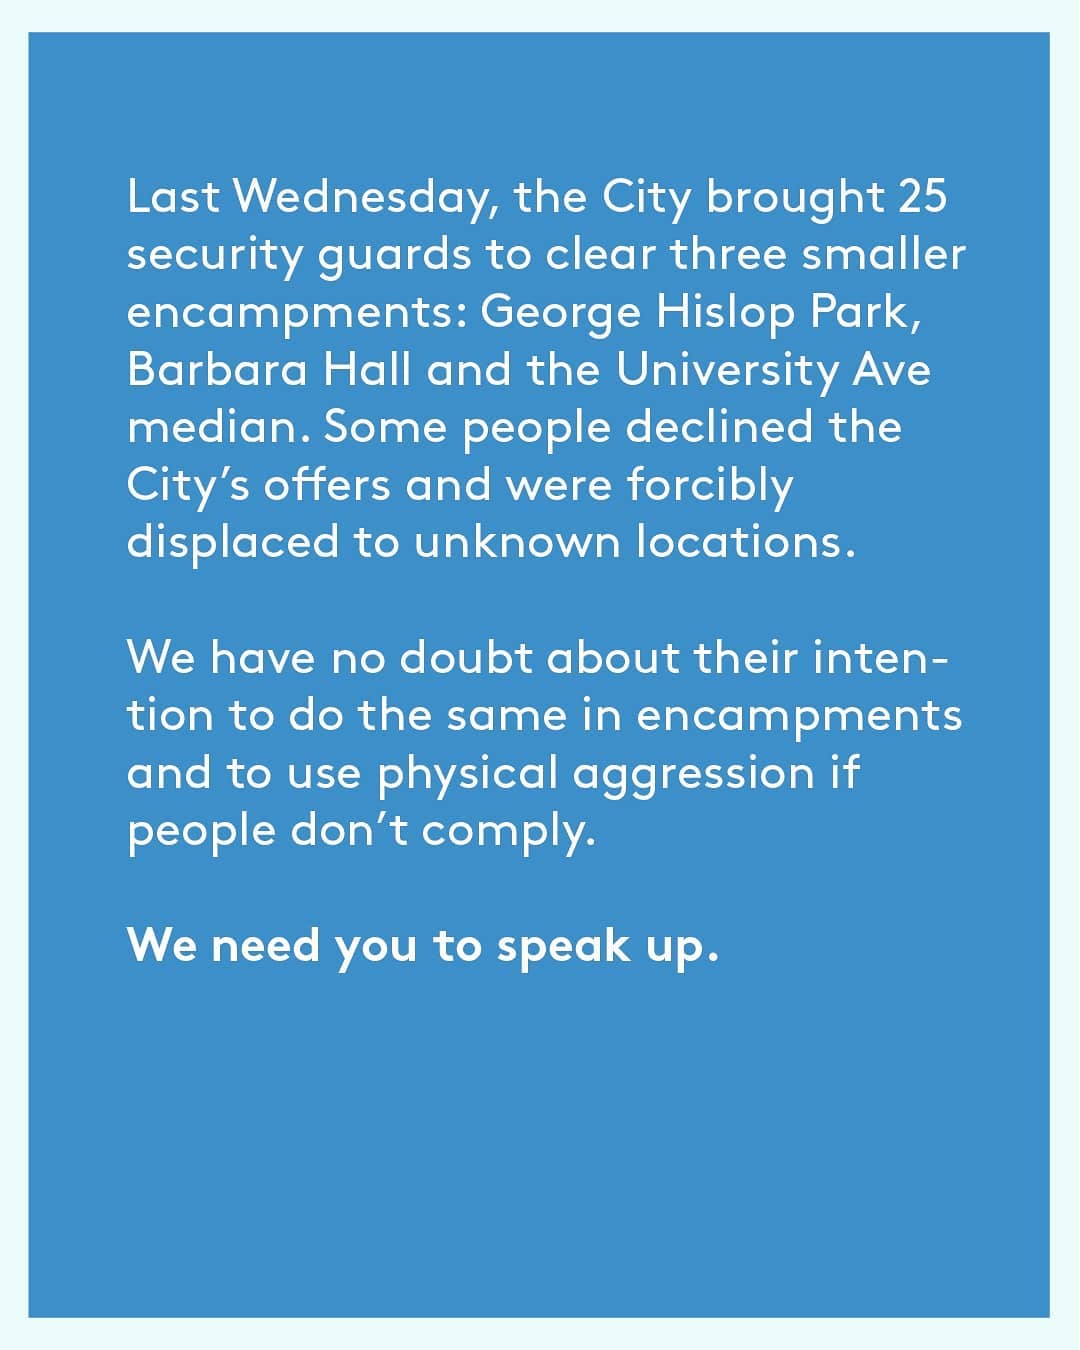 Last Wednesday, the City brought 25
security guards to clear three smaller
encampments: George Hislop Park,
Barbara Hall and the University Ave
median. Some people declined the
City’s offers and were forcibly
displaced to unknown locations.
We have no doubt about their inten-
tion to do the same in encampments
and to use physical aggression if
people don’t comply.
We need you to speak up.